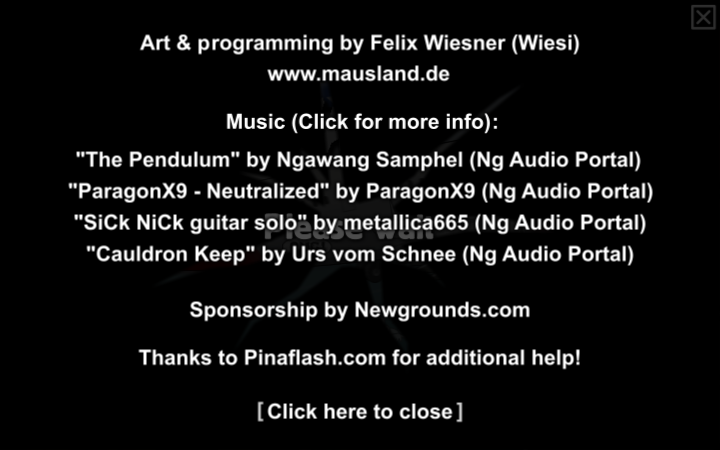 Art & programming by Felix Wiesner (Wiesi)
www.mausland.de
Music (Click for more info):
"The Pendulum" by Ngawang Samphel (Ng Audio Portal)
"ParagonX9 - Neutralized" by ParagonX9 (Ng Audio Portal)
"SiCk NiCk guitar solo" by metallica665 (Ng Audio Portal)
Please wait
"Cauldron Keep" by Urs vom Schnee (Ng Audio Portal)
Sponsorship by Newgrounds.com
Thanks to Pinaflash.com for additional help!
[Click here to close]